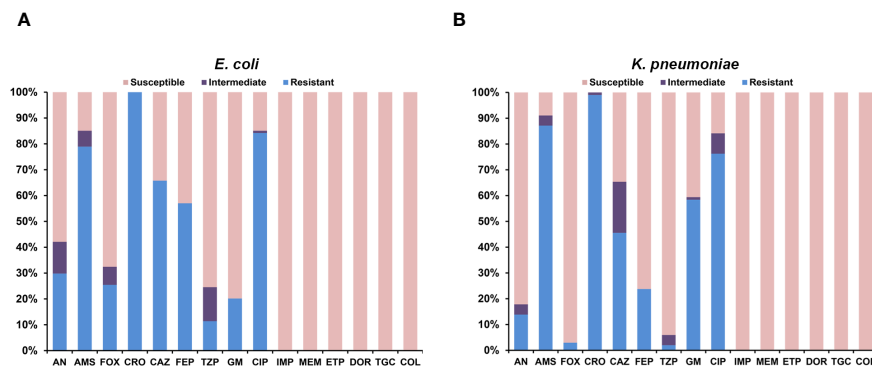 A
E. coli
Susceptible Intermediate Resistant
100%
90%
80%
70%
60%
50%
40%
30%
20%
10%
0%
AN AMS FOX CRO CAZ FEP TZP GM CIP IMP MEM ETP DOR TGC COL
B
K. pneumoniae
Susceptible Intermediate Resistant
100%
90%
80%
70%
60%
50%
40%
30%
20%
10%
0%
AN AMS FOX CRO CAZ FEP TZP GM CIP IMP MEM ETP DOR TGC COL